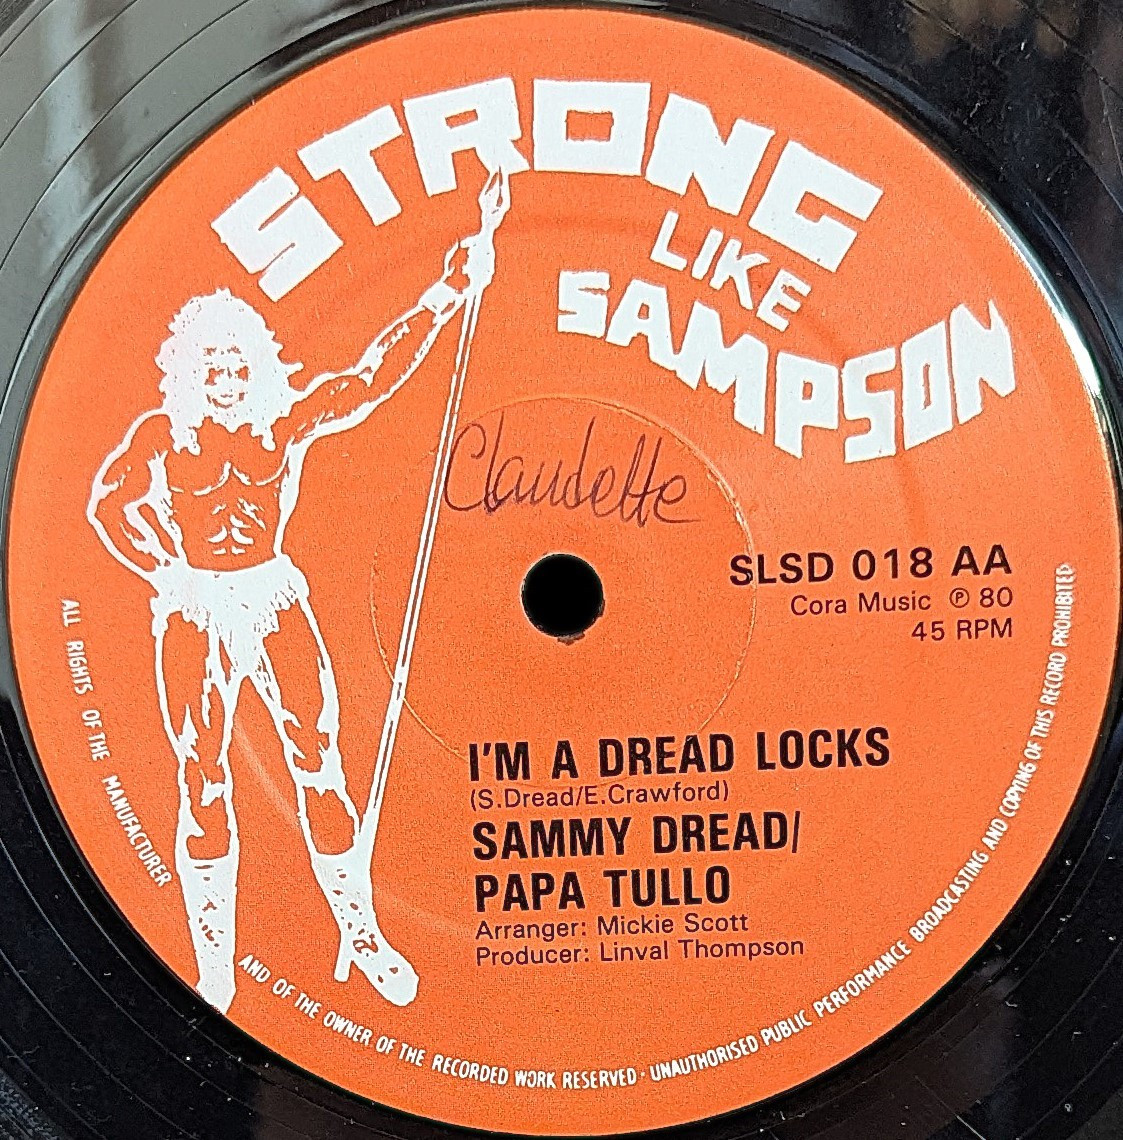 STRONG
LIKE
SAMPSON
Claudette
SLSD 018 AA
Cora Music ℗ 80
45 RPM
I'M A DREAD LOCKS
(S.Dread/E.Crawford)
SAMMY DREAD/
PAPA TULLO
Arranger: Mickie Scott
Producer: Linval Thompson
ALL RIGHTS OF THE MANUFACTURER AND OF THE OWNER OF THE RECORDED WORK RESERVED · UNAUTHORISED PUBLIC PERFORMANCE BROADCASTING AND COPYING OF THIS RECORD PROHIBITED